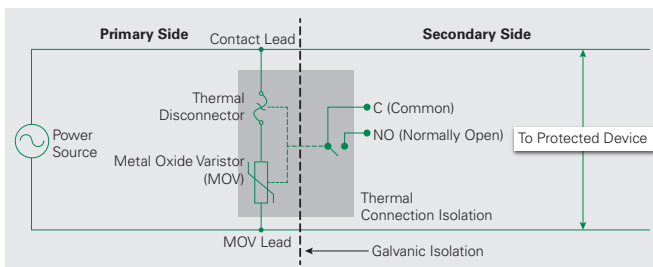 Primary Side
Contact Lead
Secondary Side
Thermal
Disconnector
C (Common)
NO (Normally Open)
To Protected Device
Power
Source
Metal Oxide Varistor
(MOV)
Thermal
Connection Isolation
MOV Lead
Galvanic Isolation